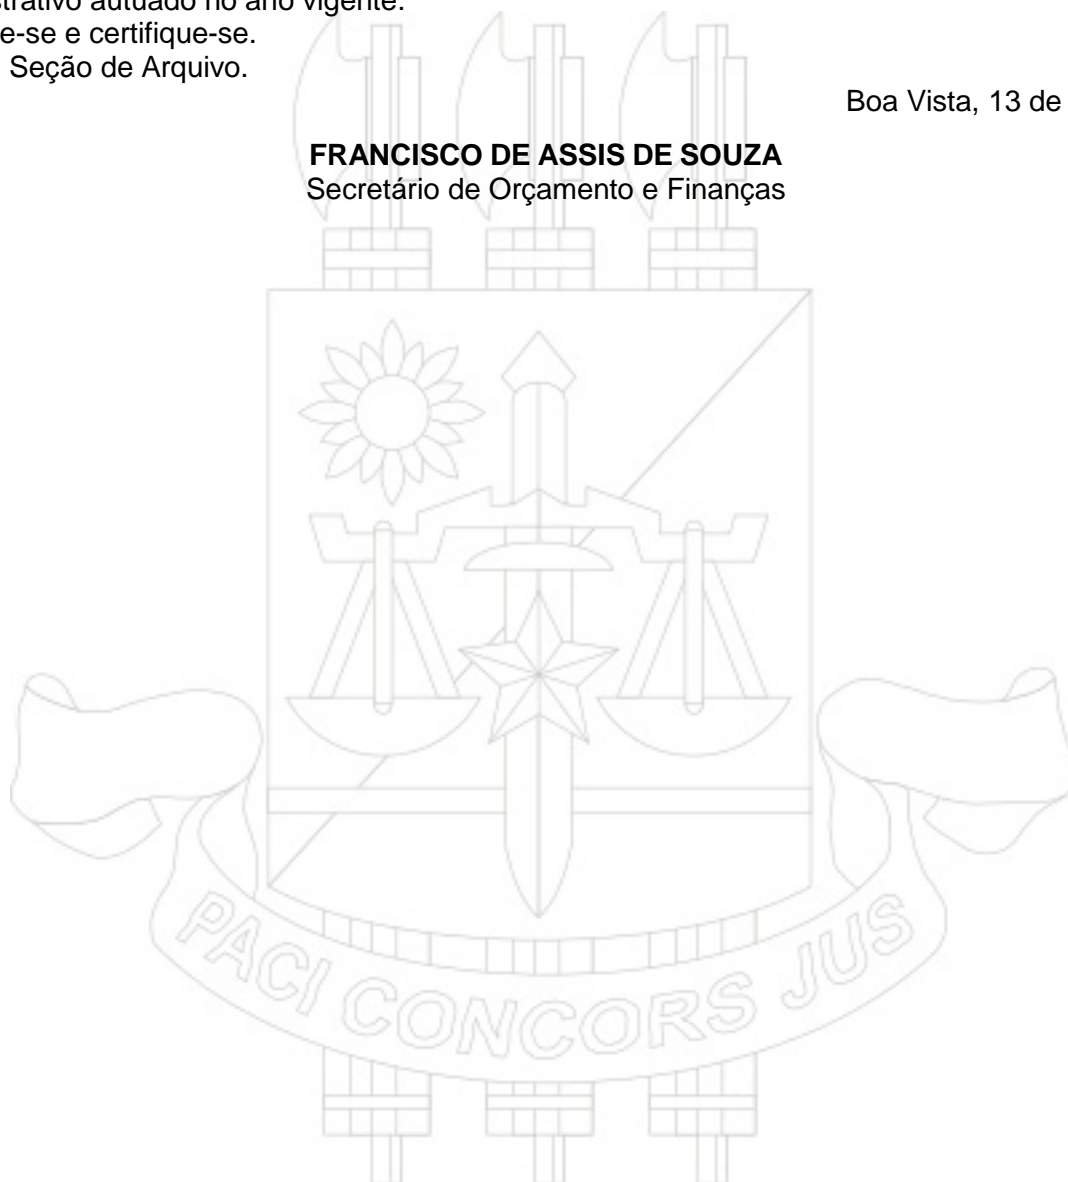 strativo autuado no ano vigente.
e-se e certifique-se.
Seção de Arquivo.
Boa Vista, 13 de
FRANCISCO DE ASSIS DE SOUZA
Secretário de Orçamento e Finanças
PACI CONCORS JUS